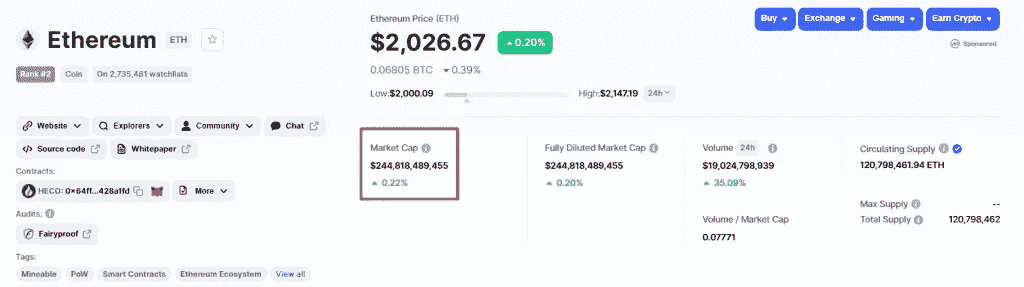 Ethereum ETH
Rank #2 Coin On 2,735,481 watchlists
Website Explorers Community Chat
Source code Whitepaper
Contracts:
HECO: 0x64ff...428a1fd More
Audits:
Fairyproof
Tags:
Mineable PoW Smart Contracts Ethereum Ecosystem View all
Ethereum Price (ETH)
$2,026.67 0.20%
0.06805 BTC 0.39%
Low:$2,000.09 High:$2,147.19 24h
Buy Exchange Gaming Earn Crypto
Sponsored
Market Cap
$244,818,489,455
0.22%
Fully Diluted Market Cap
$244,818,489,455
0.20%
Volume 24h
$19,024,798,939
35.09%
Volume / Market Cap
0.07771
Circulating Supply
120,798,461.94 ETH
Max Supply --
Total Supply 120,798,462